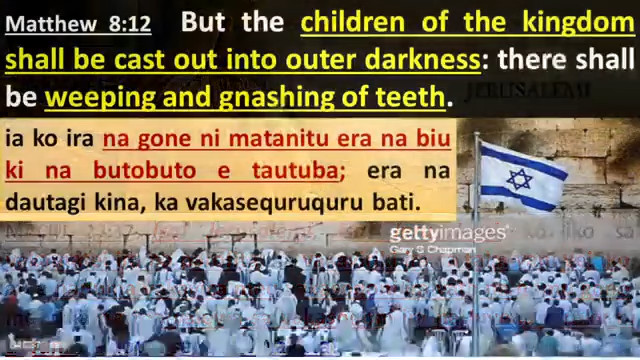 Matthew 8:12 But the children of the kingdom
shall be cast out into outer darkness: there shall
be weeping and gnashing of teeth.
JERUSALEM
ia ko ira na gone ni matanitu era na biu
ki na butobuto e tautuba; era na
dautagi kina, ka vakasequruquru bati.
gettyimages
Gary S Chapman